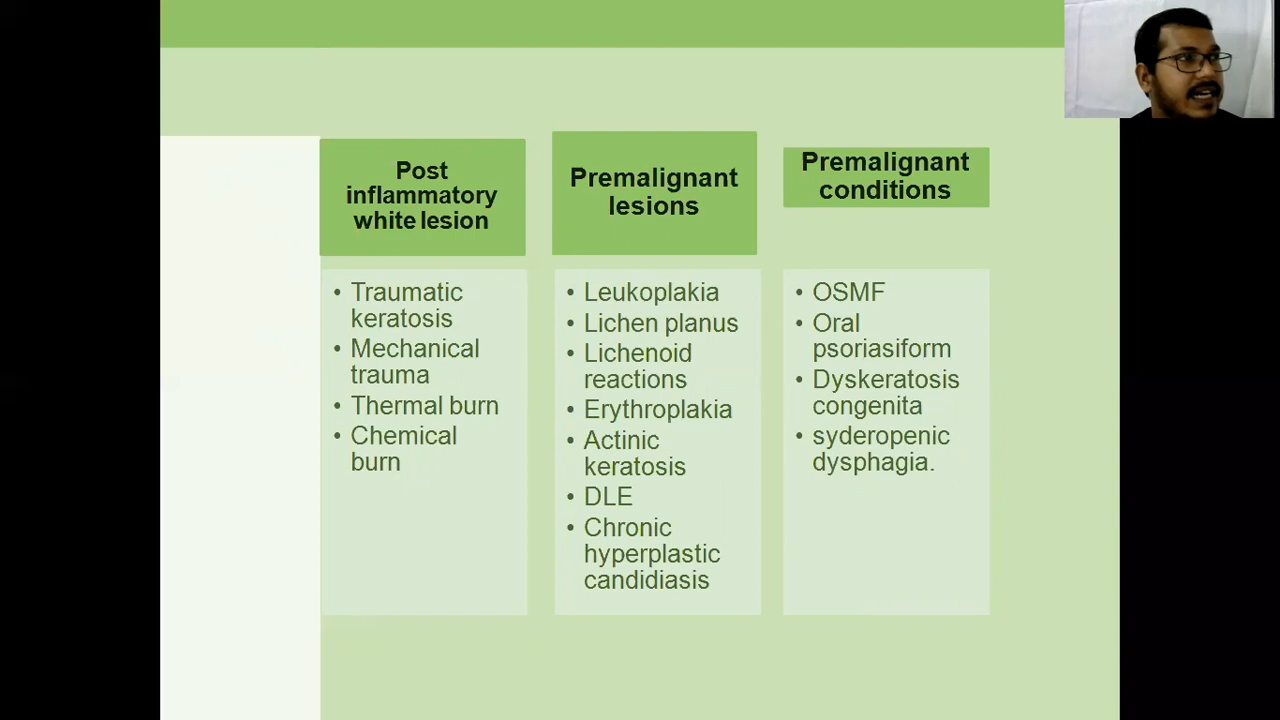 Post
inflammatory
white lesion
• Traumatic
keratosis
• Mechanical
trauma
• Thermal burn
• Chemical
burn
Premalignant
lesions
• Leukoplakia
• Lichen planus
• Lichenoid
reactions
• Erythroplakia
• Actinic
keratosis
• DLE
• Chronic
hyperplastic
candidiasis
Premalignant
conditions
• OSMF
• Oral
psoriasiform
• Dyskeratosis
congenita
• syderopenic
dysphagia.